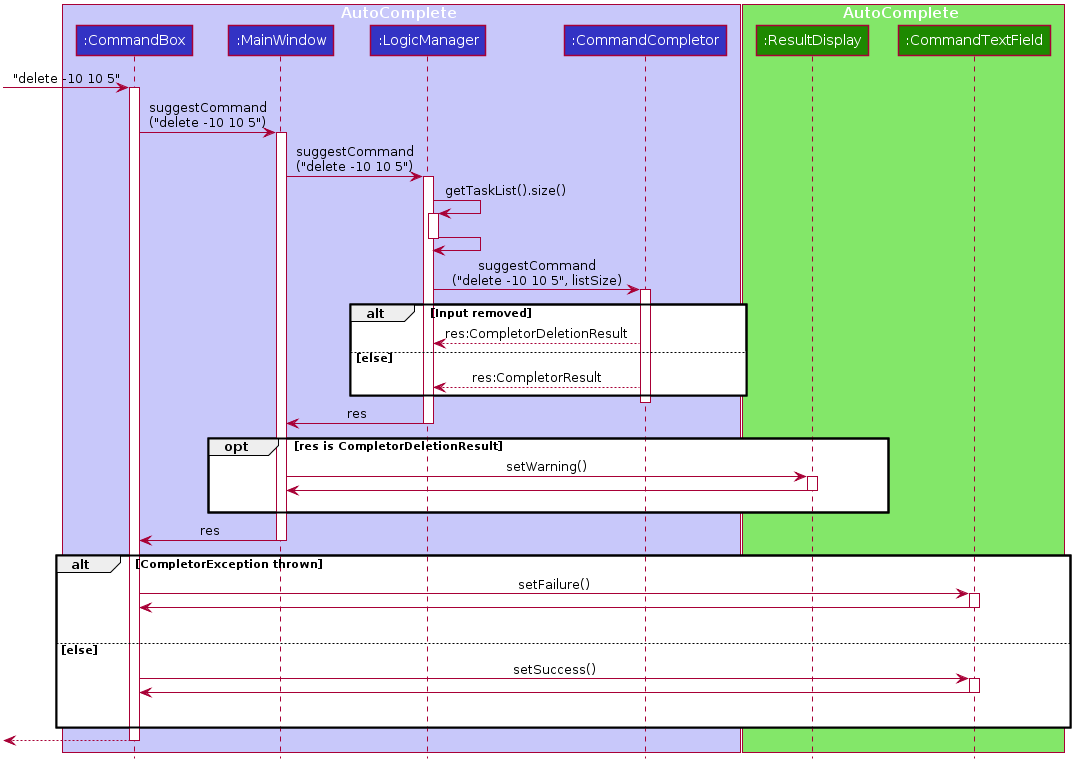 AutoComplete
AutoComplete
:CommandBox
:MainWindow
:LogicManager
:CommandCompletor
:ResultDisplay
:CommandTextField
"delete -10 10 5"
suggestCommand
("delete -10 10 5")
suggestCommand
("delete -10 10 5")
getTaskList().size()
suggestCommand
("delete -10 10 5", listSize)
alt
[Input removed]
res:CompletorDeletionResult
[else]
res:CompletorResult
res
opt
[res is CompletorDeletionResult]
setWarning()
res
alt
[CompletorException thrown]
setFailure()
[else]
setSuccess()